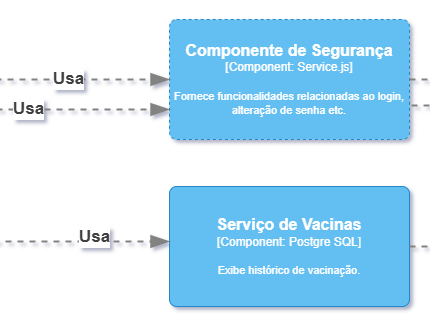 Componente de Segurança
[Component: Service.js]
Usa
Fornece funcionalidades relacionadas ao login,
alteração de senha etc.
Usa
Serviço de Vacinas
[Component: Postgre SQL]
Usa
Exibe histórico de vacinação.